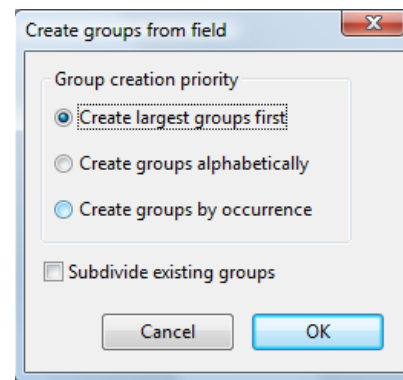 Create groups from field
Group creation priority
Create largest groups first
Create groups alphabetically
Create groups by occurrence
Subdivide existing groups
Cancel OK